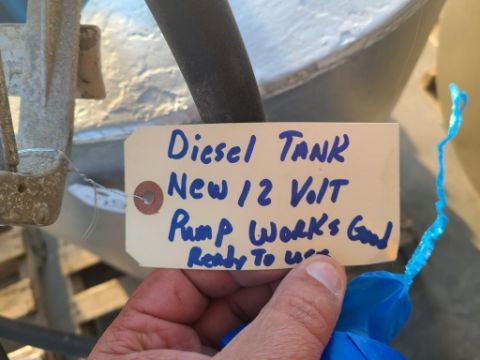 Diesel TANK
New 12 Volt
Pump Works Good
Ready To use